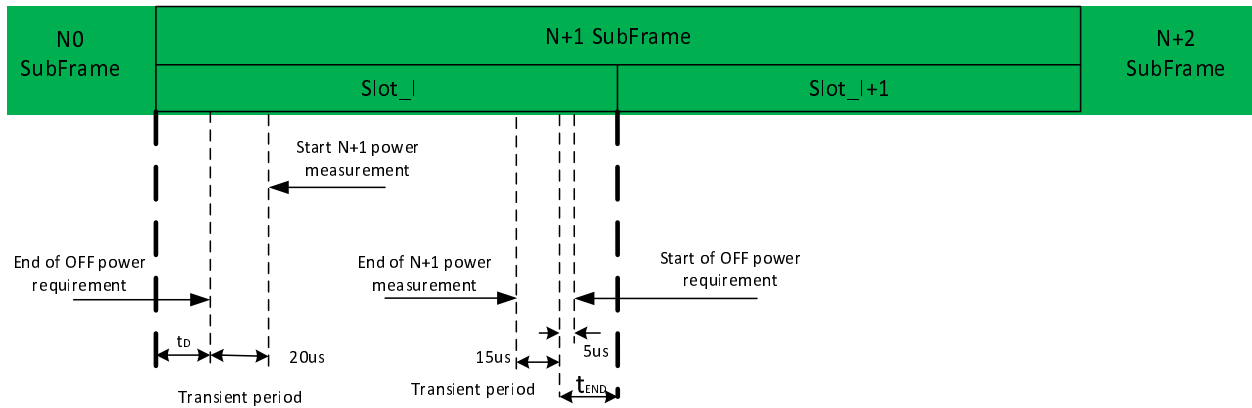 N0
SubFrame
N+1 SubFrame
N+2
SubFrame
Slot_I
Slot_I+1
Start N+1 power
measurement
End of OFF power
requirement
End of N+1 power
measurement
Start of OFF power
requirement
tD
20us
15us
5us
Transient period
Transient period
tEND